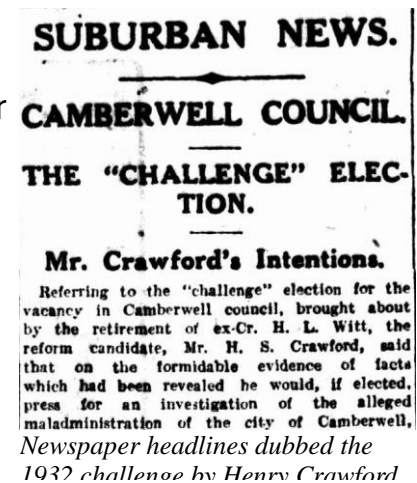 SUBURBAN NEWS.
CAMBERWELL COUNCIL.
THE "CHALLENGE" ELEC-
TION.
Mr. Crawford's Intentions.
Referring to the "challenge" election for the
vacancy in Camberwell council, brought about
by the retirement of ex-Cr. H. L. Witt, the
reform candidate, Mr. H. S. Crawford, said
that on the formidable evidence of facts
which had been revealed he would, if elected,
press for an investigation of the alleged
maladministration of the city of Camberwell,
Newspaper headlines dubbed the
1932 challenge by Henry Crawford